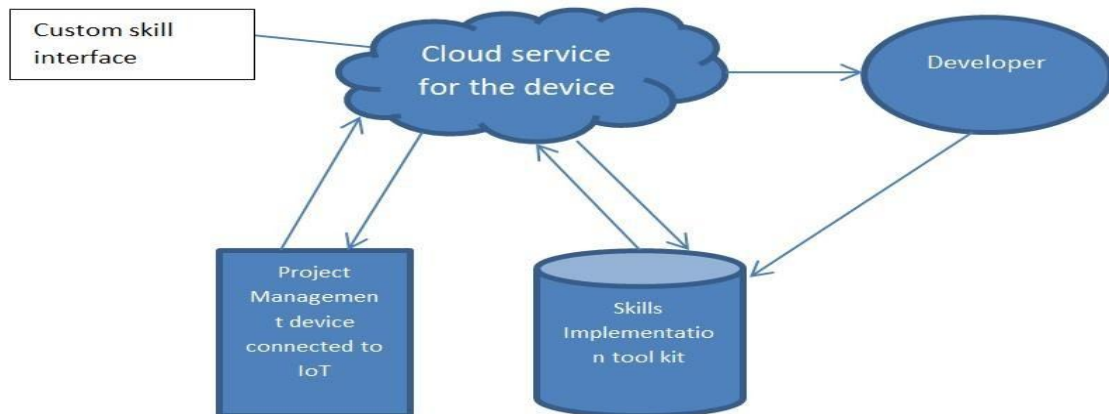 Custom skill
interface
Cloud service
for the device
Developer
Project
Managemen
t device
connected to
IoT
Skills
Implementatio
n tool kit